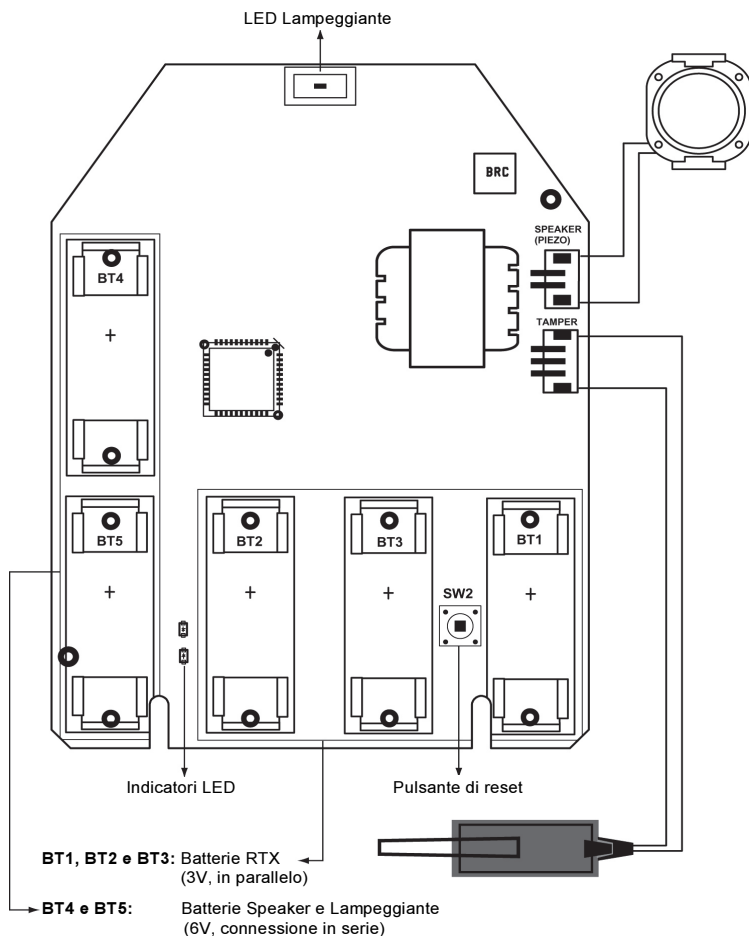 LED Lampeggiante
BRC
SPEAKER
(PIEZO)
BT4
TAMPER
BT5
BT2
BT3
BT1
SW2
Indicatori LED
Pulsante di reset
BT1, BT2 e BT3: Batterie RTX
(3V, in parallelo)
BT4 e BT5: Batterie Speaker e Lampeggiante
(6V, connessione in serie)